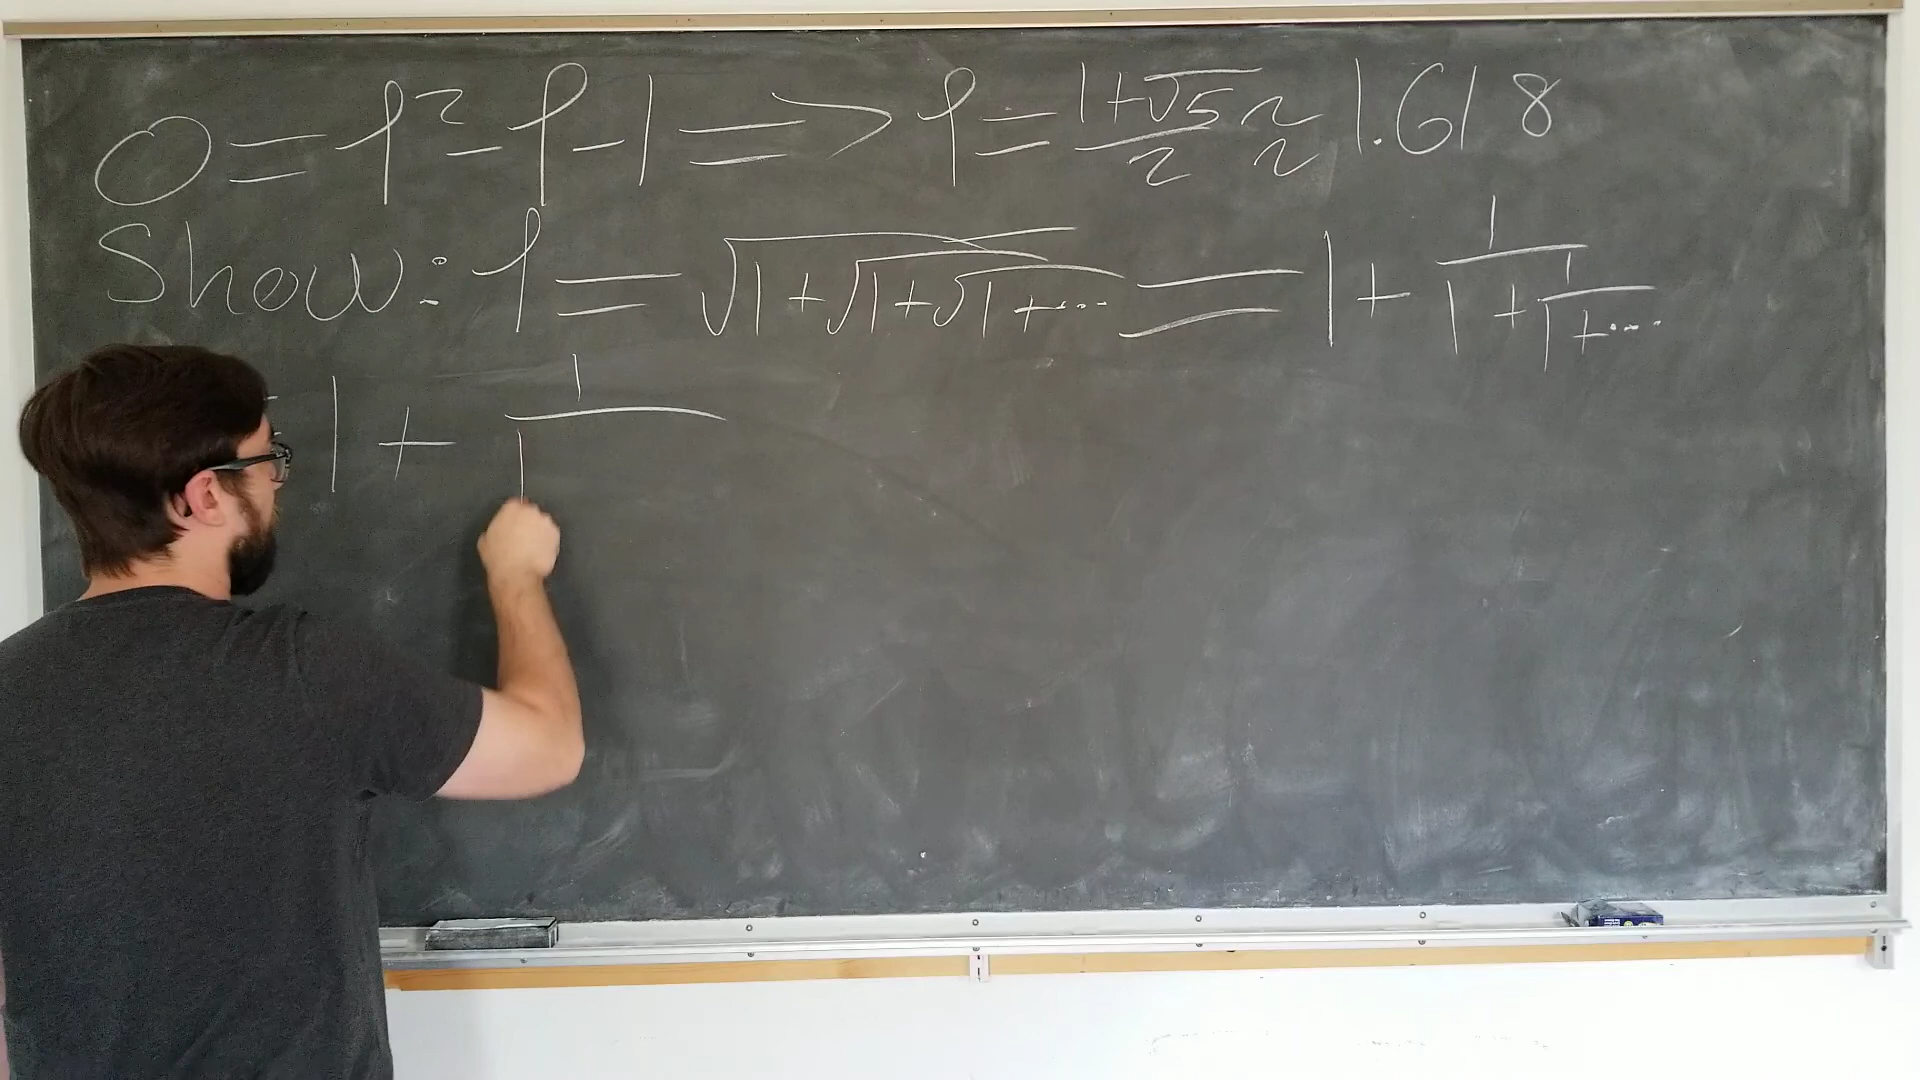 0 = φ² - φ - 1 => φ = (1+√5)/2 ≈ 1.618
Show: φ = √(1+√(1+√(1+···))) = 1 + 1/(1 + 1/(1 + ···))
= 1 + 1/1